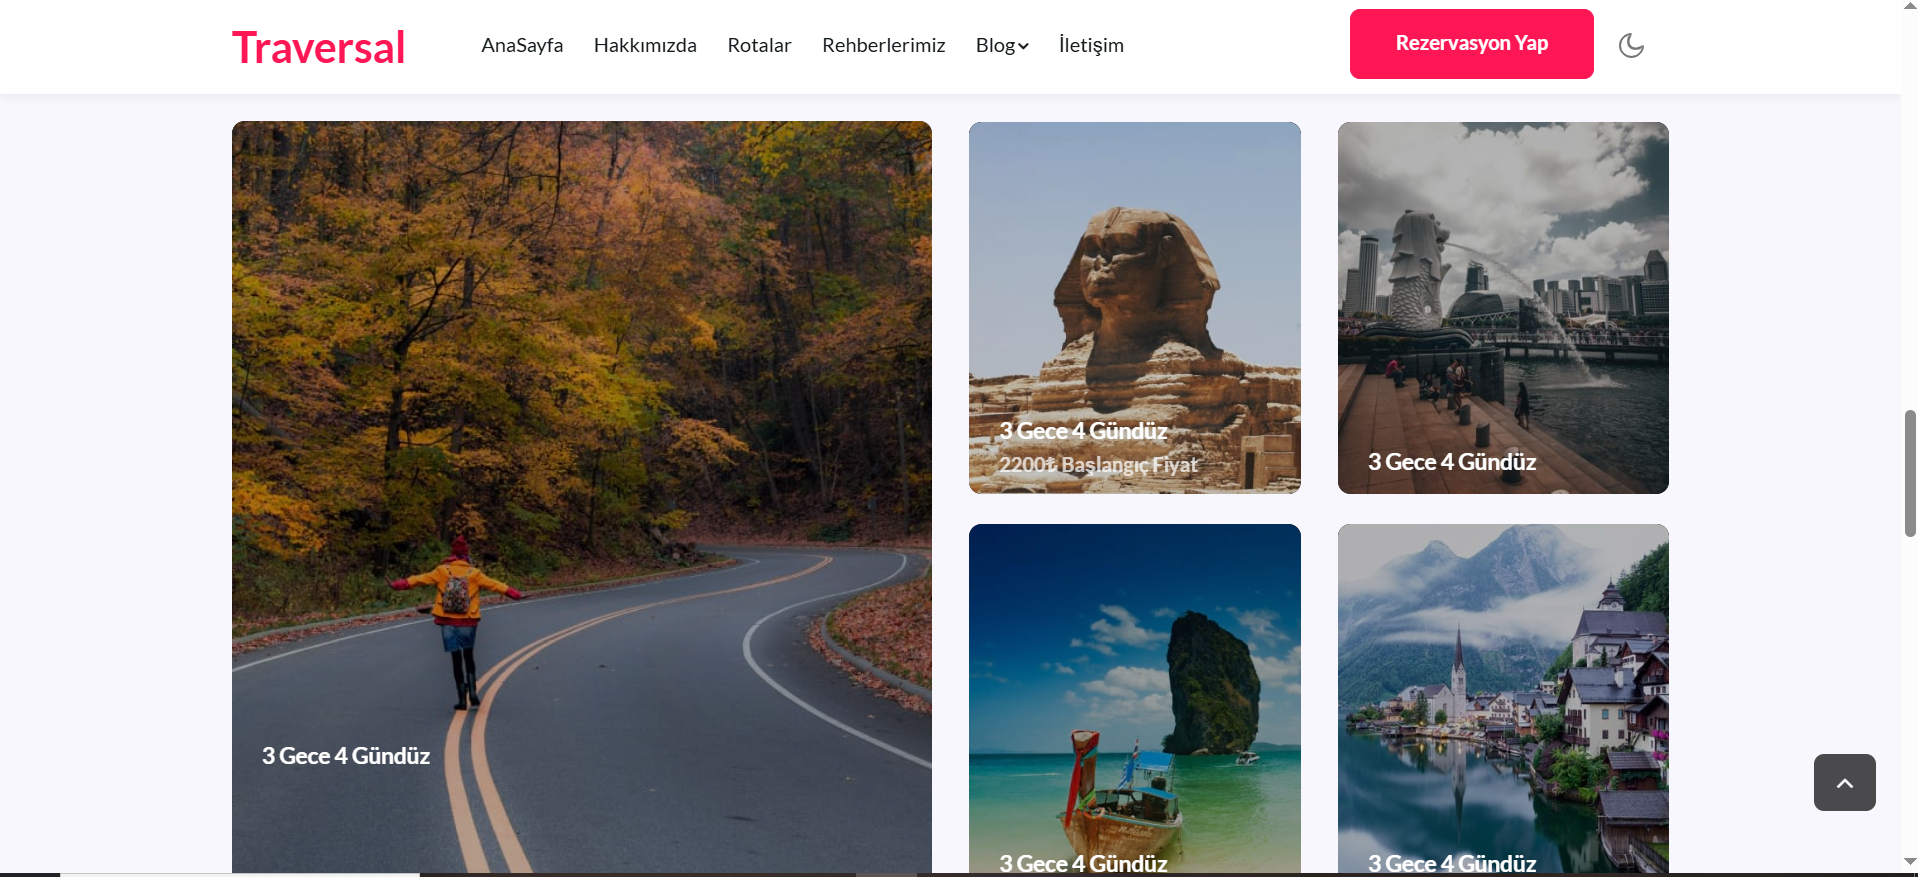 Traversal
AnaSayfa
Hakkımızda
Rotalar
Rehberlerimiz
Blog
İletişim
Rezervasyon Yap
3 Gece 4 Gündüz
2200₺ Başlangıç Fiyat
3 Gece 4 Gündüz
3 Gece 4 Gündüz
3 Gece 4 Gündüz
3 Gece 4 Gündüz